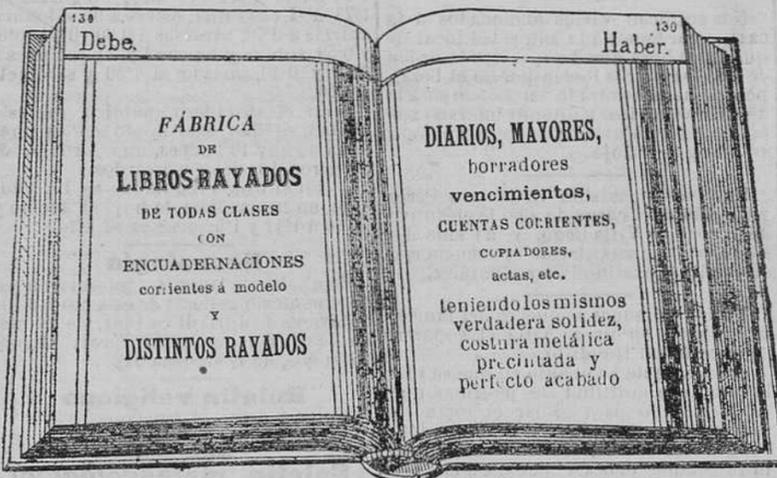 130
Debe.
FÁBRICA
DE
LIBROS RAYADOS
DE TODAS CLASES
CON
ENCUADERNACIONES
corrientes á modelo
Y
DISTINTOS RAYADOS
130
Haber.
DIARIOS, MAYORES,
borradores
vencimientos,
CUENTAS CORRIENTES,
COPIADORES,
actas, etc.
teniendo los mismos
verdadera solidez,
costura metálica
precintada y
perfecto acabado